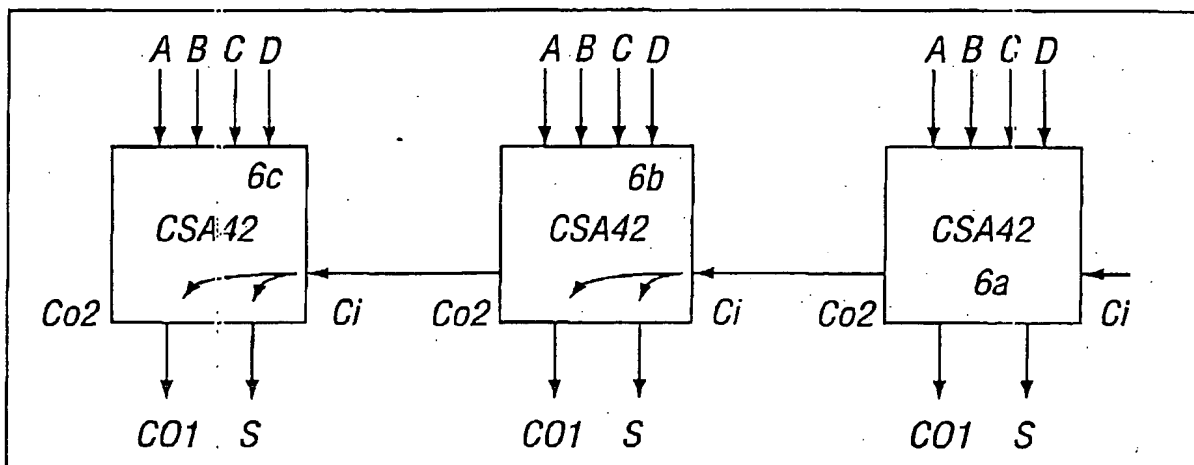 A B C D A B C D A B C D
6c 6b
CSA42 CSA42 CSA42
6a
Co2 Ci Co2 Ci Co2 Ci
CO1 S CO1 S CO1 S